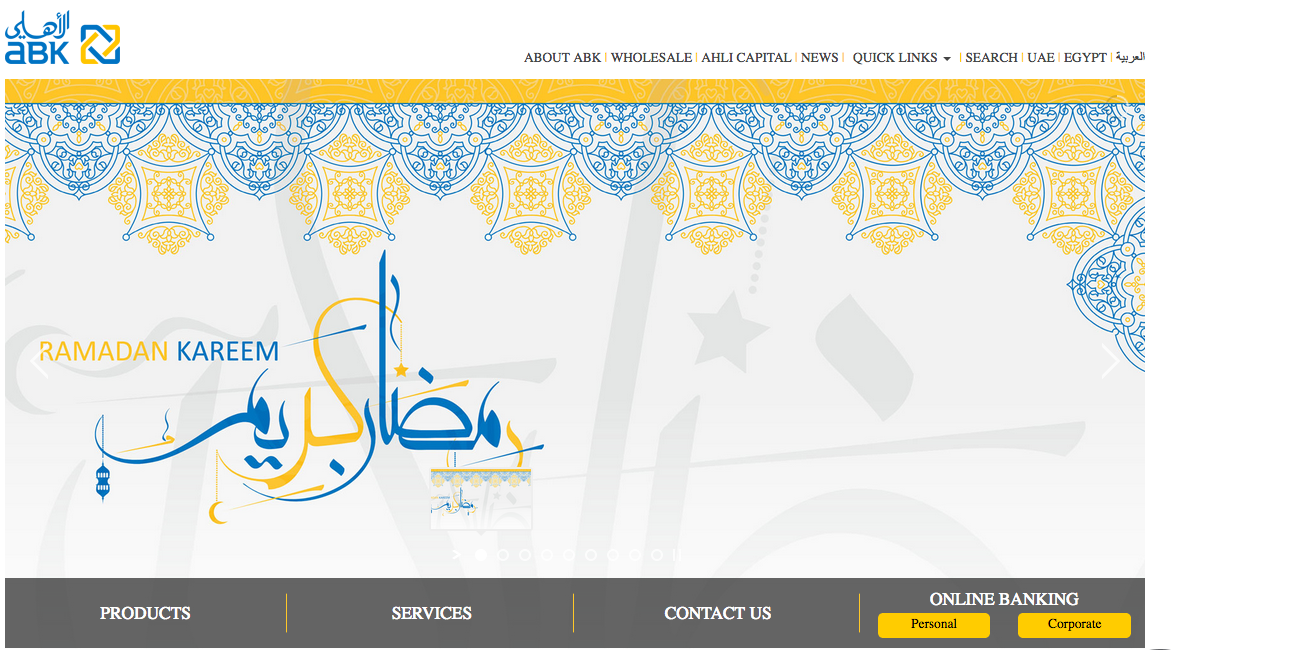 الأهلي
ABK
ABOUT ABK | WHOLESALE | AHLI CAPITAL | NEWS | QUICK LINKS | SEARCH | UAE | EGYPT | العربية
RAMADAN KAREEM
رمضان كريم
PRODUCTS
SERVICES
CONTACT US
ONLINE BANKING
Personal
Corporate